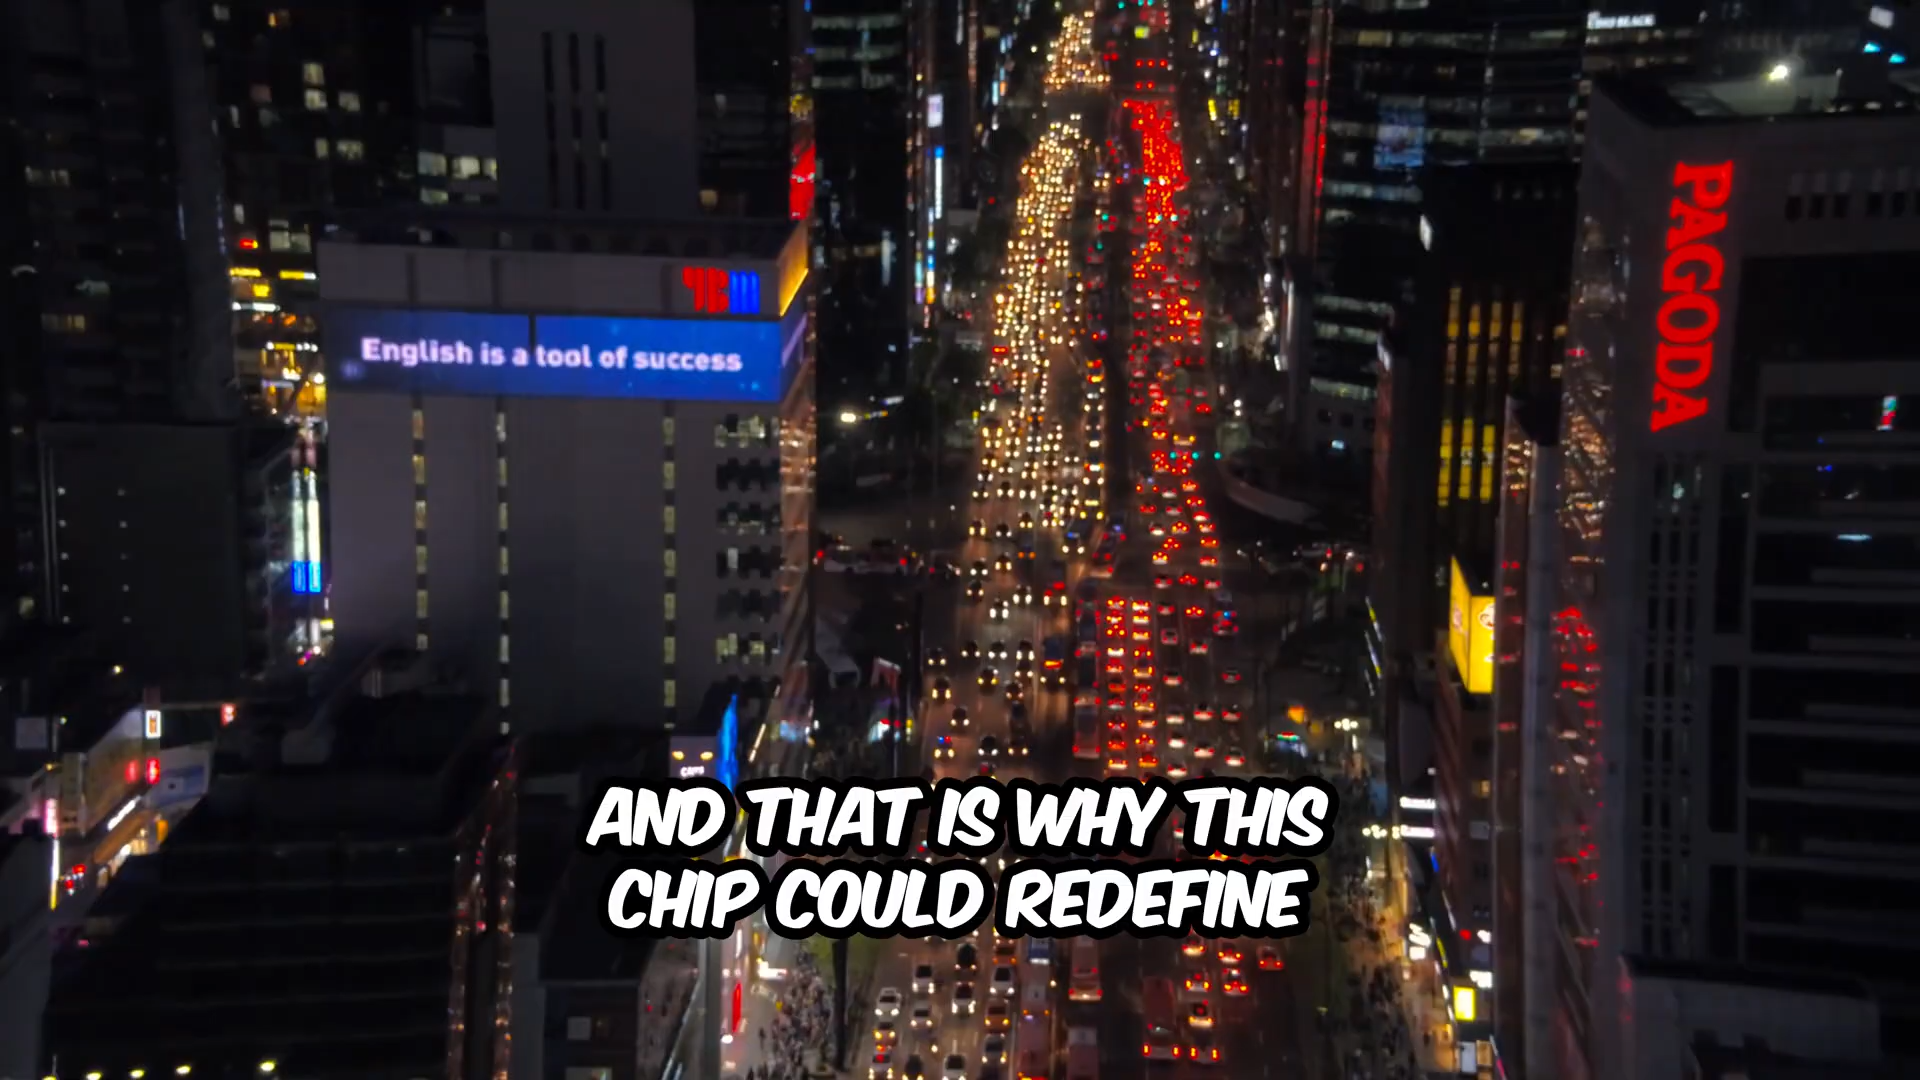 YBM
English is a tool of success
PAGODA
AND THAT IS WHY THIS
CHIP COULD REDEFINE